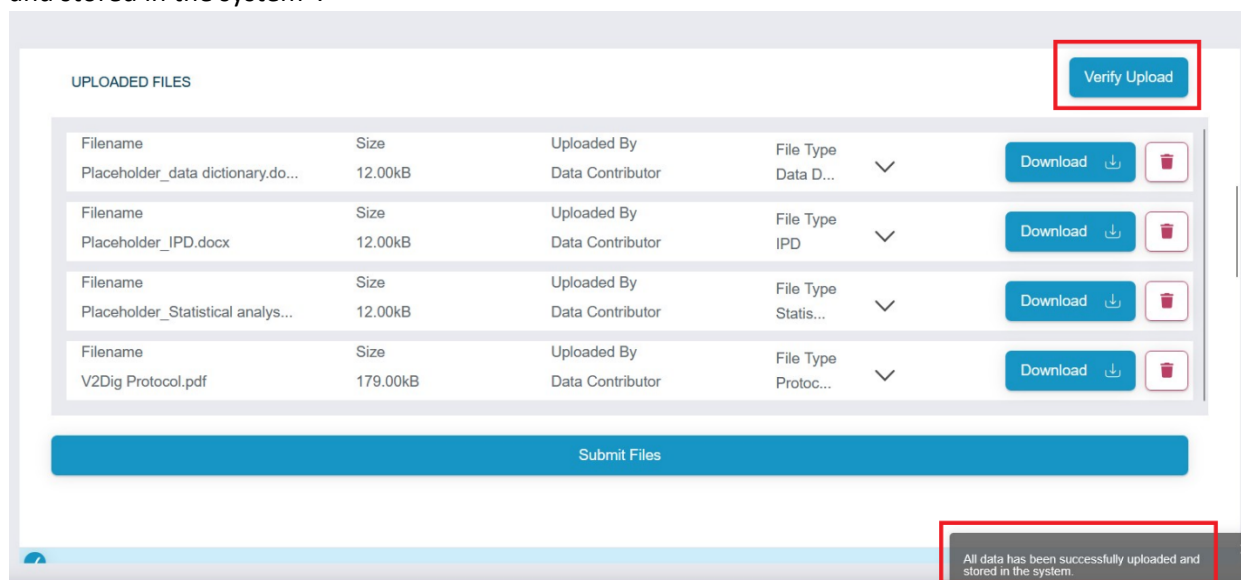 and stored in the system".
UPLOADED FILES
Verify Upload
Filename Size Uploaded By File Type
Placeholder_data dictionary.do... 12.00kB Data Contributor Data D... Download
Filename Size Uploaded By File Type
Placeholder_IPD.docx 12.00kB Data Contributor IPD Download
Filename Size Uploaded By File Type
Placeholder_Statistical analys... 12.00kB Data Contributor Statis... Download
Filename Size Uploaded By File Type
V2Dig Protocol.pdf 179.00kB Data Contributor Protoc... Download
Submit Files
All data has been successfully uploaded and
stored in the system.